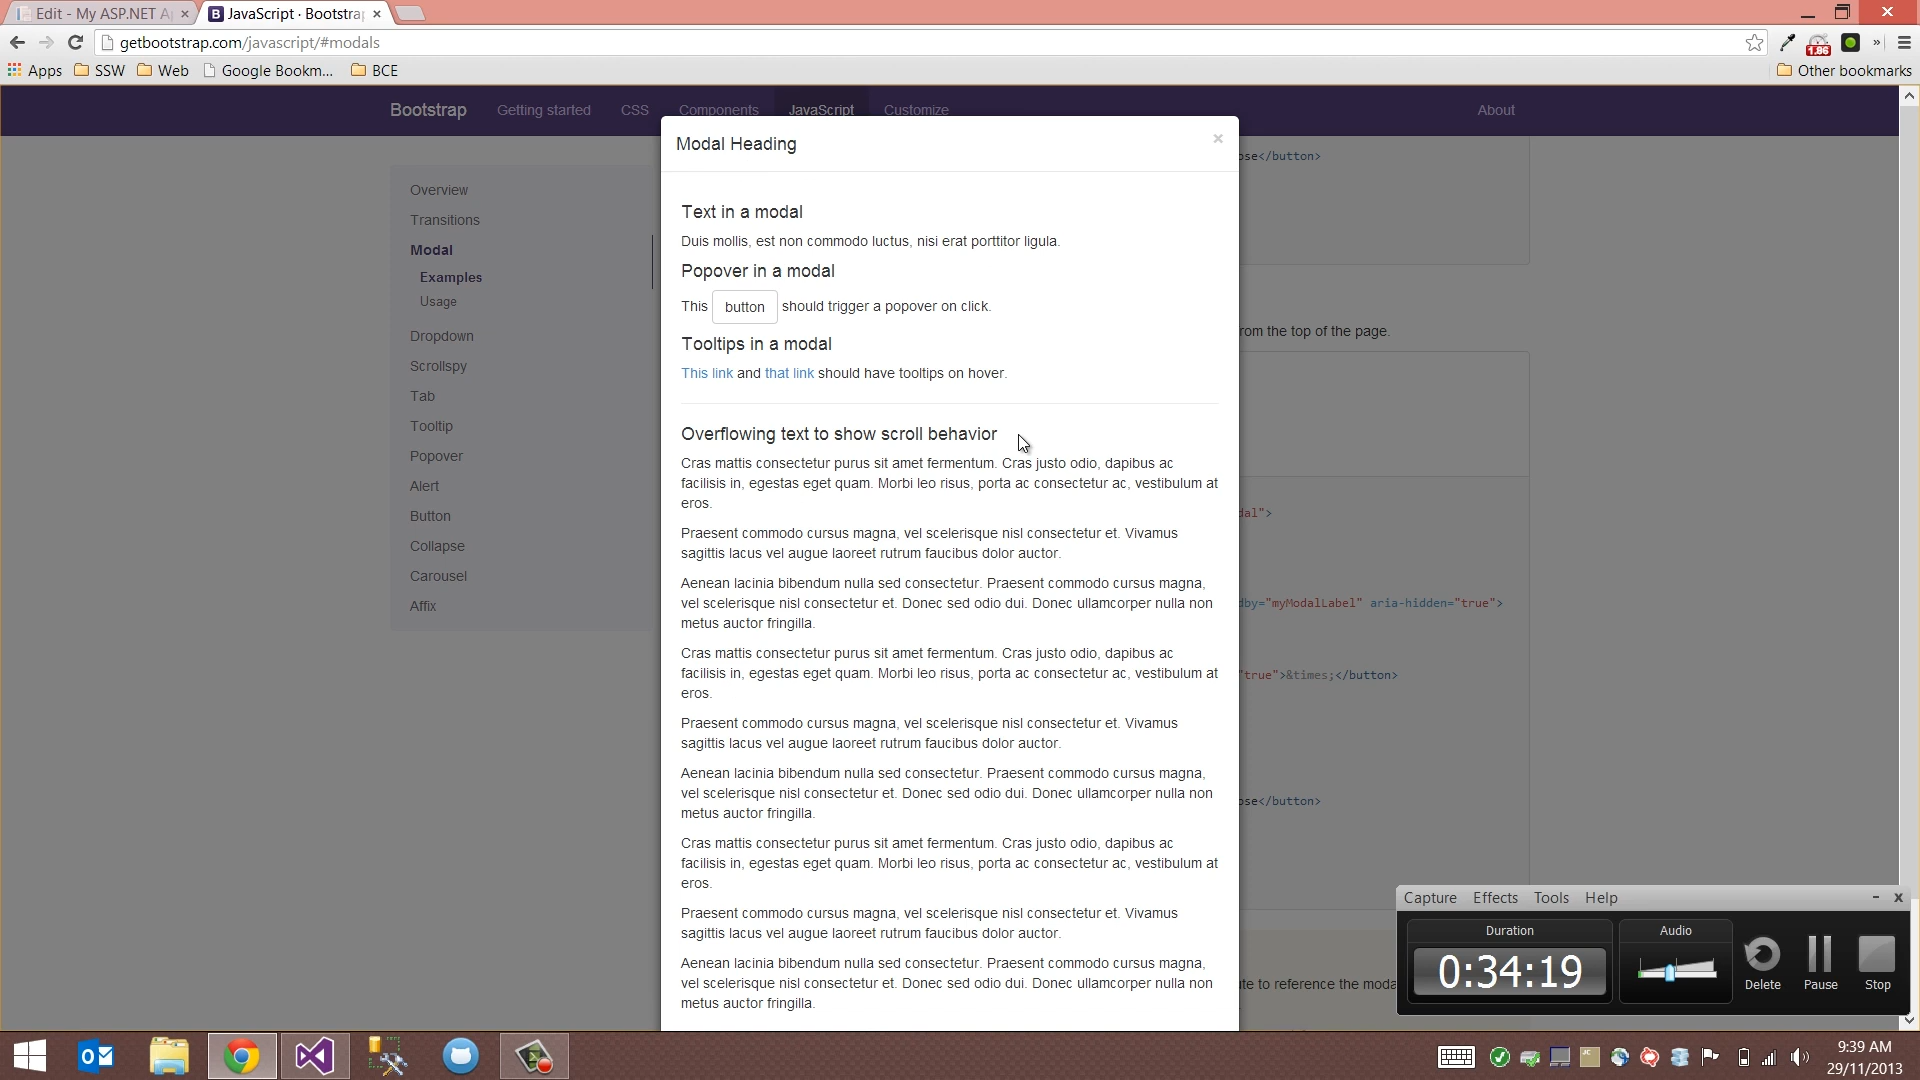 Edit - My ASP.NET A
JavaScript · Bootstra
getbootstrap.com/javascript/#modals
1.86
Apps
SSW
Web
Google Bookm...
BCE
Other bookmarks
Bootstrap
Getting started
CSS
Components
JavaScript
Customize
About
Overview
Transitions
Modal
Examples
Usage
Dropdown
Scrollspy
Tab
Tooltip
Popover
Alert
Button
Collapse
Carousel
Affix
Modal Heading
×
Text in a modal
Duis mollis, est non commodo luctus, nisi erat porttitor ligula.
Popover in a modal
This button should trigger a popover on click.
Tooltips in a modal
This link and that link should have tooltips on hover.
Overflowing text to show scroll behavior
Cras mattis consectetur purus sit amet fermentum. Cras justo odio, dapibus ac
facilisis in, egestas eget quam. Morbi leo risus, porta ac consectetur ac, vestibulum at
eros.
Praesent commodo cursus magna, vel scelerisque nisl consectetur et. Vivamus
sagittis lacus vel augue laoreet rutrum faucibus dolor auctor.
Aenean lacinia bibendum nulla sed consectetur. Praesent commodo cursus magna,
vel scelerisque nisl consectetur et. Donec sed odio dui. Donec ullamcorper nulla non
metus auctor fringilla.
Cras mattis consectetur purus sit amet fermentum. Cras justo odio, dapibus ac
facilisis in, egestas eget quam. Morbi leo risus, porta ac consectetur ac, vestibulum at
eros.
Praesent commodo cursus magna, vel scelerisque nisl consectetur et. Vivamus
sagittis lacus vel augue laoreet rutrum faucibus dolor auctor.
Aenean lacinia bibendum nulla sed consectetur. Praesent commodo cursus magna,
vel scelerisque nisl consectetur et. Donec sed odio dui. Donec ullamcorper nulla non
metus auctor fringilla.
Cras mattis consectetur purus sit amet fermentum. Cras justo odio, dapibus ac
facilisis in, egestas eget quam. Morbi leo risus, porta ac consectetur ac, vestibulum at
eros.
Praesent commodo cursus magna, vel scelerisque nisl consectetur et. Vivamus
sagittis lacus vel augue laoreet rutrum faucibus dolor auctor.
Aenean lacinia bibendum nulla sed consectetur. Praesent commodo cursus magna,
vel scelerisque nisl consectetur et. Donec sed odio dui. Donec ullamcorper nulla non
metus auctor fringilla.
ose</button>
rom the top of the page.
dal">
dby="myModalLabel" aria-hidden="true">
"true">&times;</button>
ose</button>
ute to reference the moda
Capture
Effects
Tools
Help
Duration
0:34:19
Audio
Delete
Pause
Stop
9:39 AM
29/11/2013